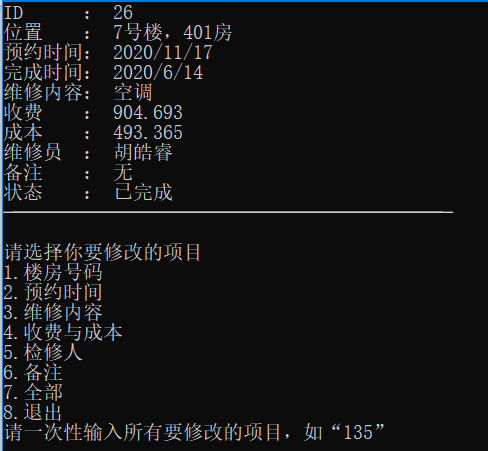 ID ： 26
位置 ： 7号楼，401房
预约时间： 2020/11/17
完成时间： 2020/6/14
维修内容： 空调
收费 ： 904.693
成本 ： 493.365
维修员 ： 胡皓睿
备注 ： 无
状态 ： 已完成
请选择你要修改的项目
1.楼房号码
2.预约时间
3.维修内容
4.收费与成本
5.检修人
6.备注
7.全部
8.退出
请一次性输入所有要修改的项目，如“135”